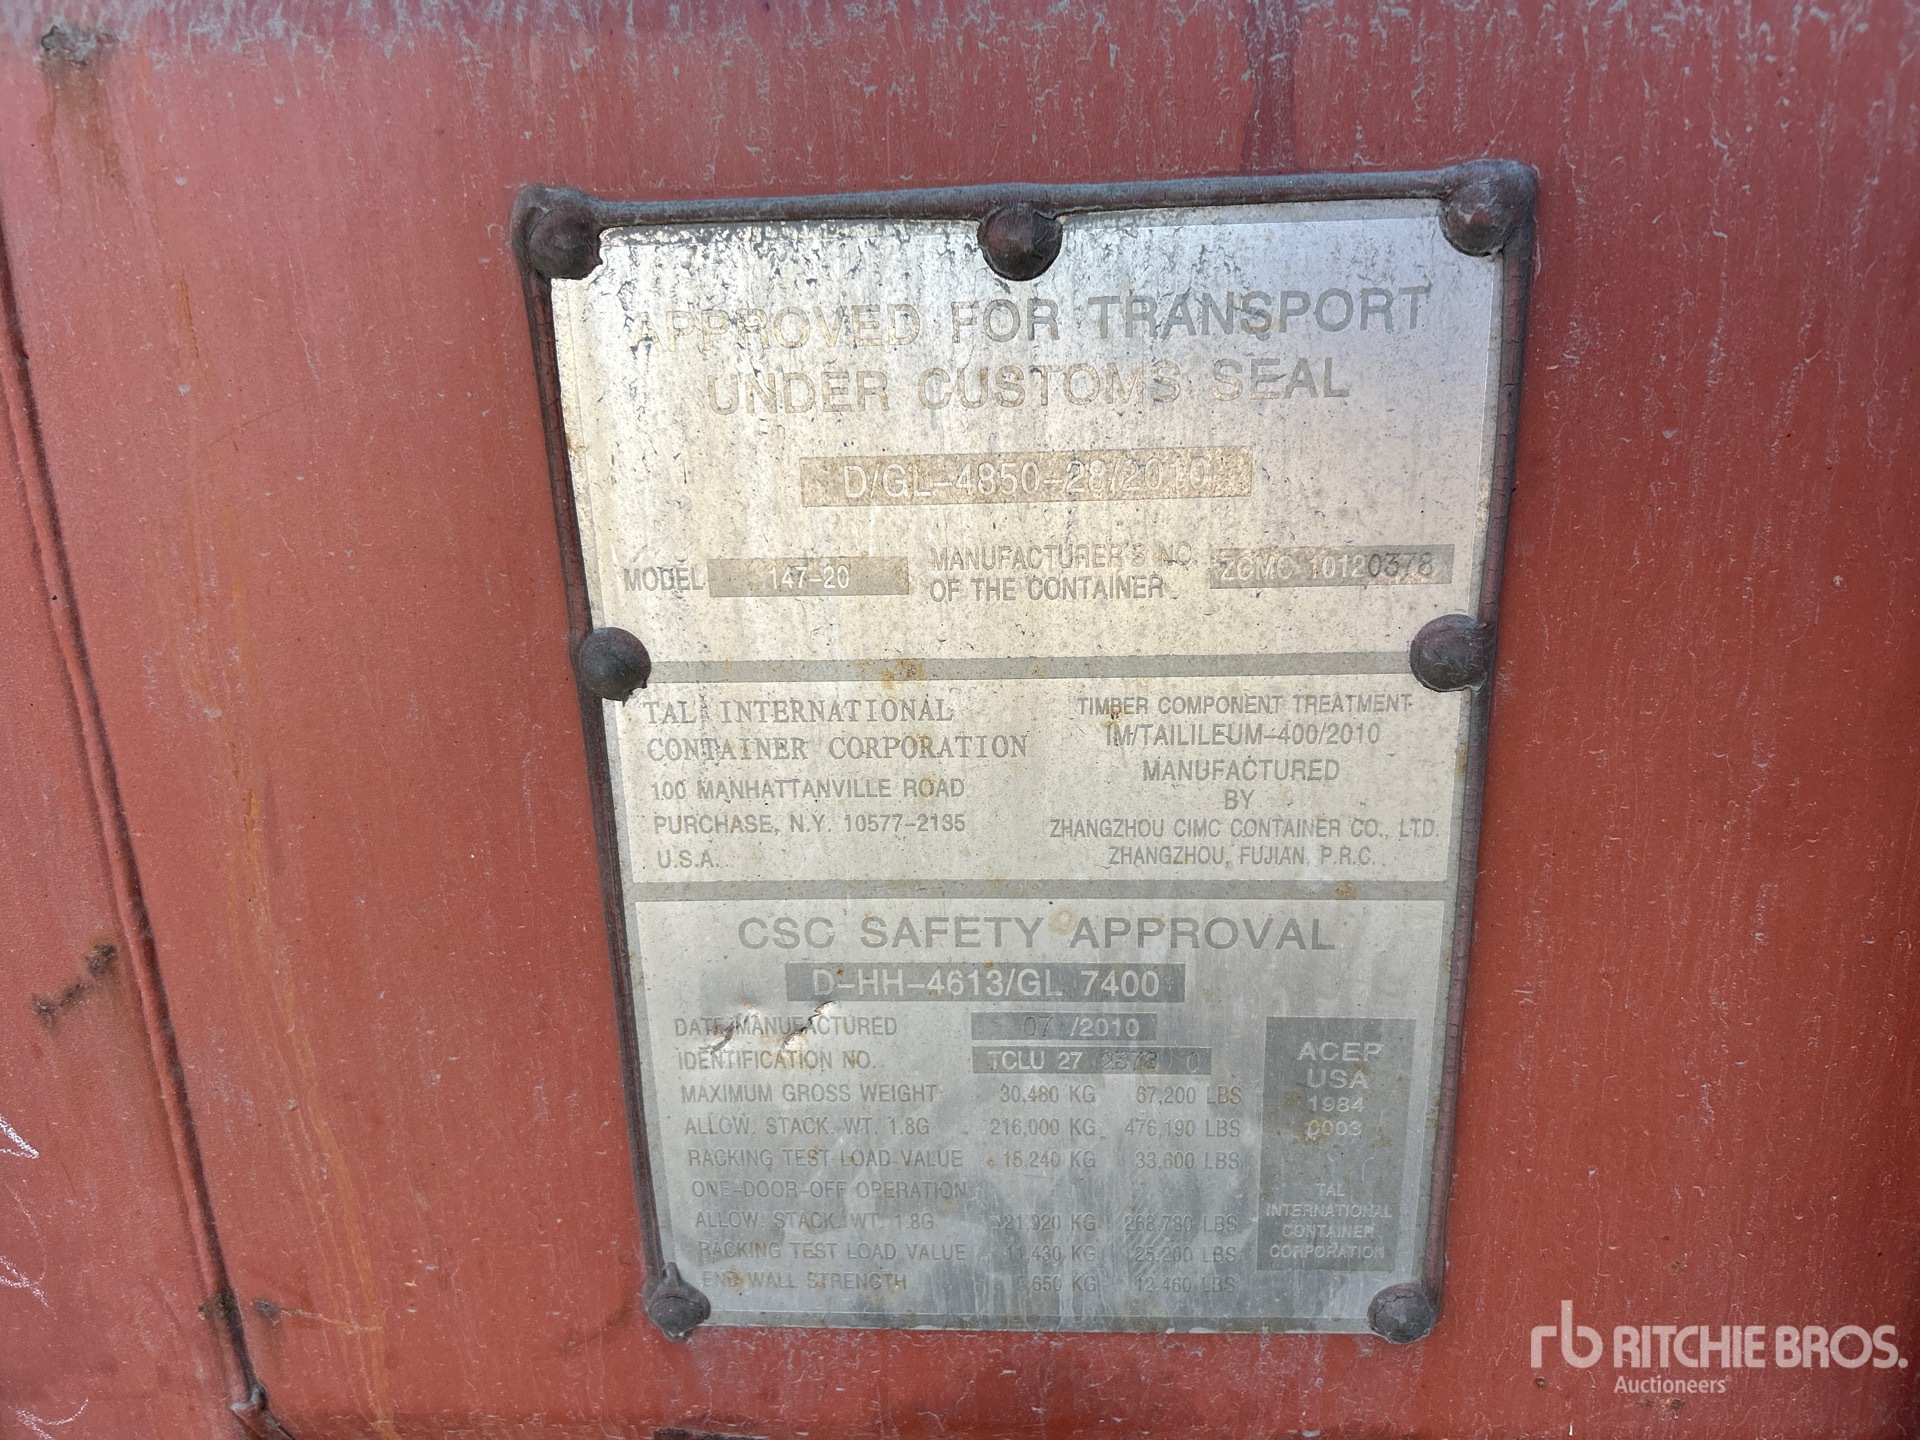 APPROVED FOR TRANSPORT
UNDER CUSTOMS SEAL
D/GL-4850-28/2010
MODEL 147-20
MANUFACTURER'S NO.
OF THE CONTAINER
ZCMC 10120378
TAL INTERNATIONAL
CONTAINER CORPORATION
100 MANHATTANVILLE ROAD
PURCHASE, N.Y. 10577-2135
U.S.A.
TIMBER COMPONENT TREATMENT
IM/TAILILEUM-400/2010
MANUFACTURED
BY
ZHANGZHOU CIMC CONTAINER CO., LTD.
ZHANGZHOU, FUJIAN, P.R.C.
CSC SAFETY APPROVAL
D-HH-4613/GL 7400
DATE MANUFACTURED 07 /2010
IDENTIFICATION NO. TCLU 27 0
MAXIMUM GROSS WEIGHT 30,480 KG 67,200 LBS
ALLOW. STACK. WT. 1.8G 216,000 KG 476,190 LBS
RACKING TEST LOAD VALUE 15,240 KG 33,600 LBS
ONE-DOOR-OFF OPERATION
ALLOW. STACK. WT. 1.8G KG 268,780 LBS
RACKING TEST LOAD VALUE 11,430 KG 25,200 LBS
END WALL STRENGTH KG 12,460 LBS
ACEP
USA
1984
0003
TAL
INTERNATIONAL
CONTAINER
CORPORATION
rb RITCHIE BROS.
Auctioneers